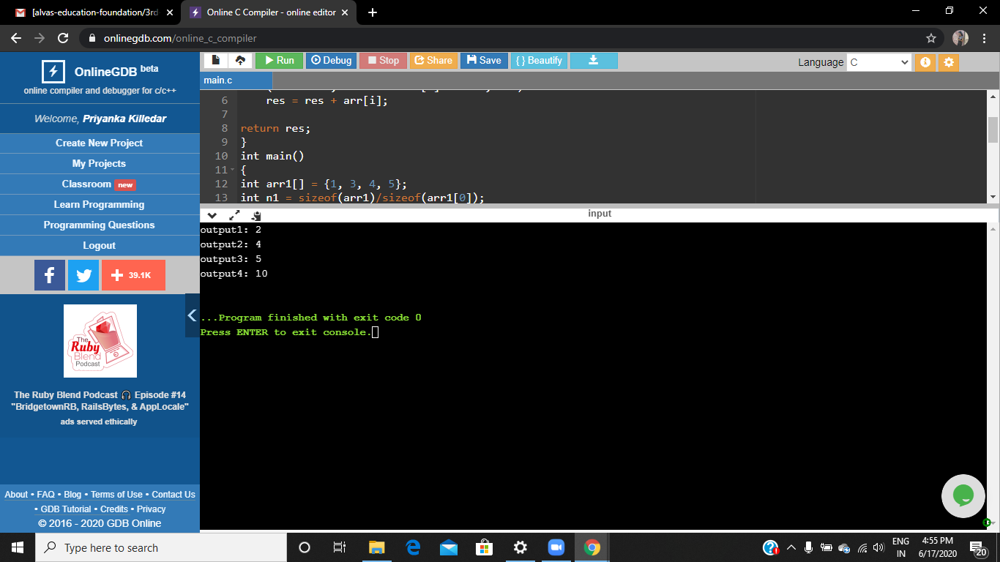 [alvas-education-foundation/3rd
Online C Compiler - online editor
onlinegdb.com/online_c_compiler
OnlineGDB beta
online compiler and debugger for c/c++
Welcome, Priyanka Killedar
Create New Project
My Projects
Classroom new
Learn Programming
Programming Questions
Logout
f
+ 39.1K
The
Ruby
Blend
Podcast
The Ruby Blend Podcast 🎧 Episode #14
"BridgetownRB, RailsBytes, & AppLocale"
ads served ethically
About • FAQ • Blog • Terms of Use • Contact Us
• GDB Tutorial • Credits • Privacy
© 2016 - 2020 GDB Online
Run Debug Stop Share Save { } Beautify
Language C
main.c
6 res = res + arr[i];
7
8 return res;
9 }
10 int main()
11 {
12 int arr1[] = {1, 3, 4, 5};
13 int n1 = sizeof(arr1)/sizeof(arr1[0]);
input
output1: 2
output2: 4
output3: 5
output4: 10
...Program finished with exit code 0
Press ENTER to exit console.
Type here to search
ENG
IN
4:55 PM
6/17/2020
20